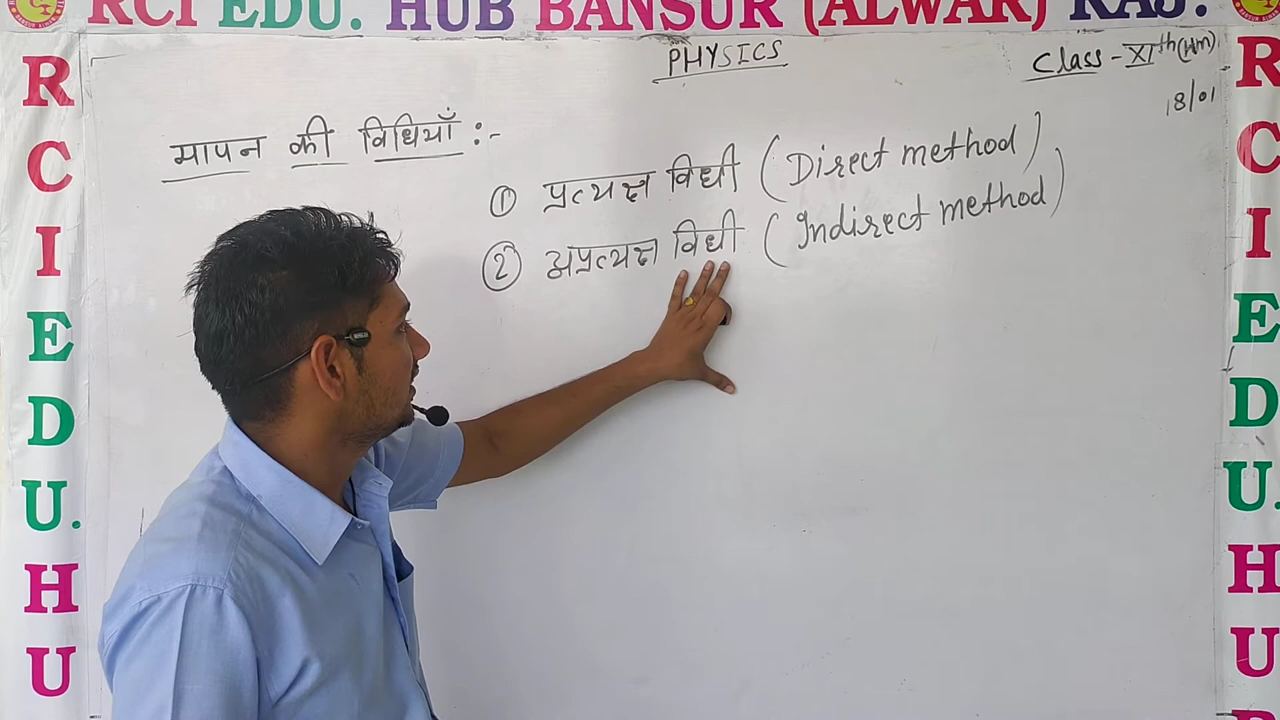 RCI EDU. HUB BANSUR (ALWAR) RAJ.
PHYSICS
Class - XIth (HM)
18/01
मापन की विधियाँ :-
① प्रत्यक्ष विधी (Direct method)
② अप्रत्यक्ष विधी (Indirect method)
R
C
I
E
D
U.
H
U
R
C
I
E
D
U.
H
U